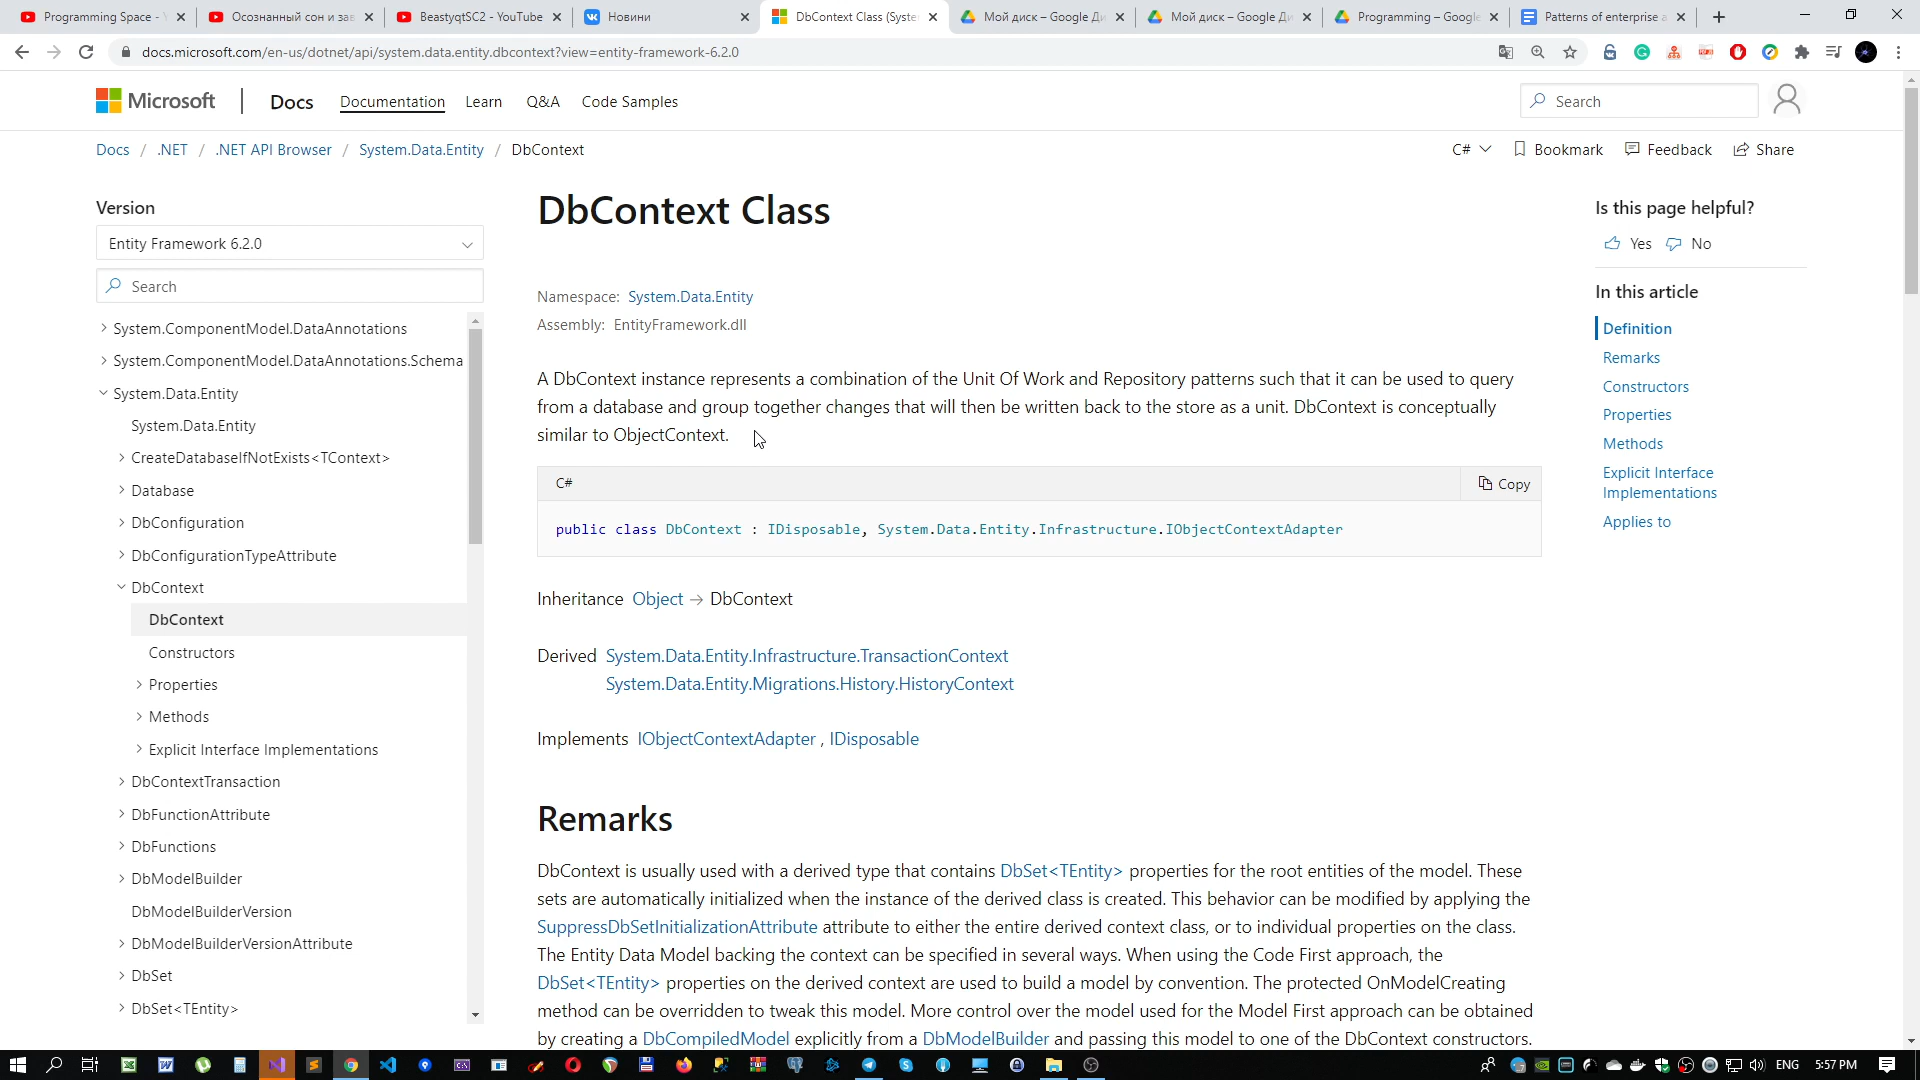 Programming Space - Y
Осознанный сон и зав
BeastyqtSC2 - YouTube
Новини
DbContext Class (Syste
Мой диск – Google Ди
Мой диск – Google Ди
Programming – Google
Patterns of enterprise a
docs.microsoft.com/en-us/dotnet/api/system.data.entity.dbcontext?view=entity-framework-6.2.0
Microsoft
Docs
Documentation
Learn
Q&A
Code Samples
Search
Docs / .NET / .NET API Browser / System.Data.Entity / DbContext
C#
Bookmark
Feedback
Share
Version
Entity Framework 6.2.0
Search
System.ComponentModel.DataAnnotations
System.ComponentModel.DataAnnotations.Schema
System.Data.Entity
System.Data.Entity
CreateDatabaseIfNotExists<TContext>
Database
DbConfiguration
DbConfigurationTypeAttribute
DbContext
DbContext
Constructors
Properties
Methods
Explicit Interface Implementations
DbContextTransaction
DbFunctionAttribute
DbFunctions
DbModelBuilder
DbModelBuilderVersion
DbModelBuilderVersionAttribute
DbSet
DbSet<TEntity>
DbContext Class
Namespace: System.Data.Entity
Assembly: EntityFramework.dll
A DbContext instance represents a combination of the Unit Of Work and Repository patterns such that it can be used to query
from a database and group together changes that will then be written back to the store as a unit. DbContext is conceptually
similar to ObjectContext.
C#
Copy
public class DbContext : IDisposable, System.Data.Entity.Infrastructure.IObjectContextAdapter
Inheritance Object → DbContext
Derived System.Data.Entity.Infrastructure.TransactionContext
System.Data.Entity.Migrations.History.HistoryContext
Implements IObjectContextAdapter , IDisposable
Remarks
DbContext is usually used with a derived type that contains DbSet<TEntity> properties for the root entities of the model. These
sets are automatically initialized when the instance of the derived class is created. This behavior can be modified by applying the
SuppressDbSetInitializationAttribute attribute to either the entire derived context class, or to individual properties on the class.
The Entity Data Model backing the context can be specified in several ways. When using the Code First approach, the
DbSet<TEntity> properties on the derived context are used to build a model by convention. The protected OnModelCreating
method can be overridden to tweak this model. More control over the model used for the Model First approach can be obtained
by creating a DbCompiledModel explicitly from a DbModelBuilder and passing this model to one of the DbContext constructors.
Is this page helpful?
Yes
No
In this article
Definition
Remarks
Constructors
Properties
Methods
Explicit Interface
Implementations
Applies to
ENG
5:57 PM